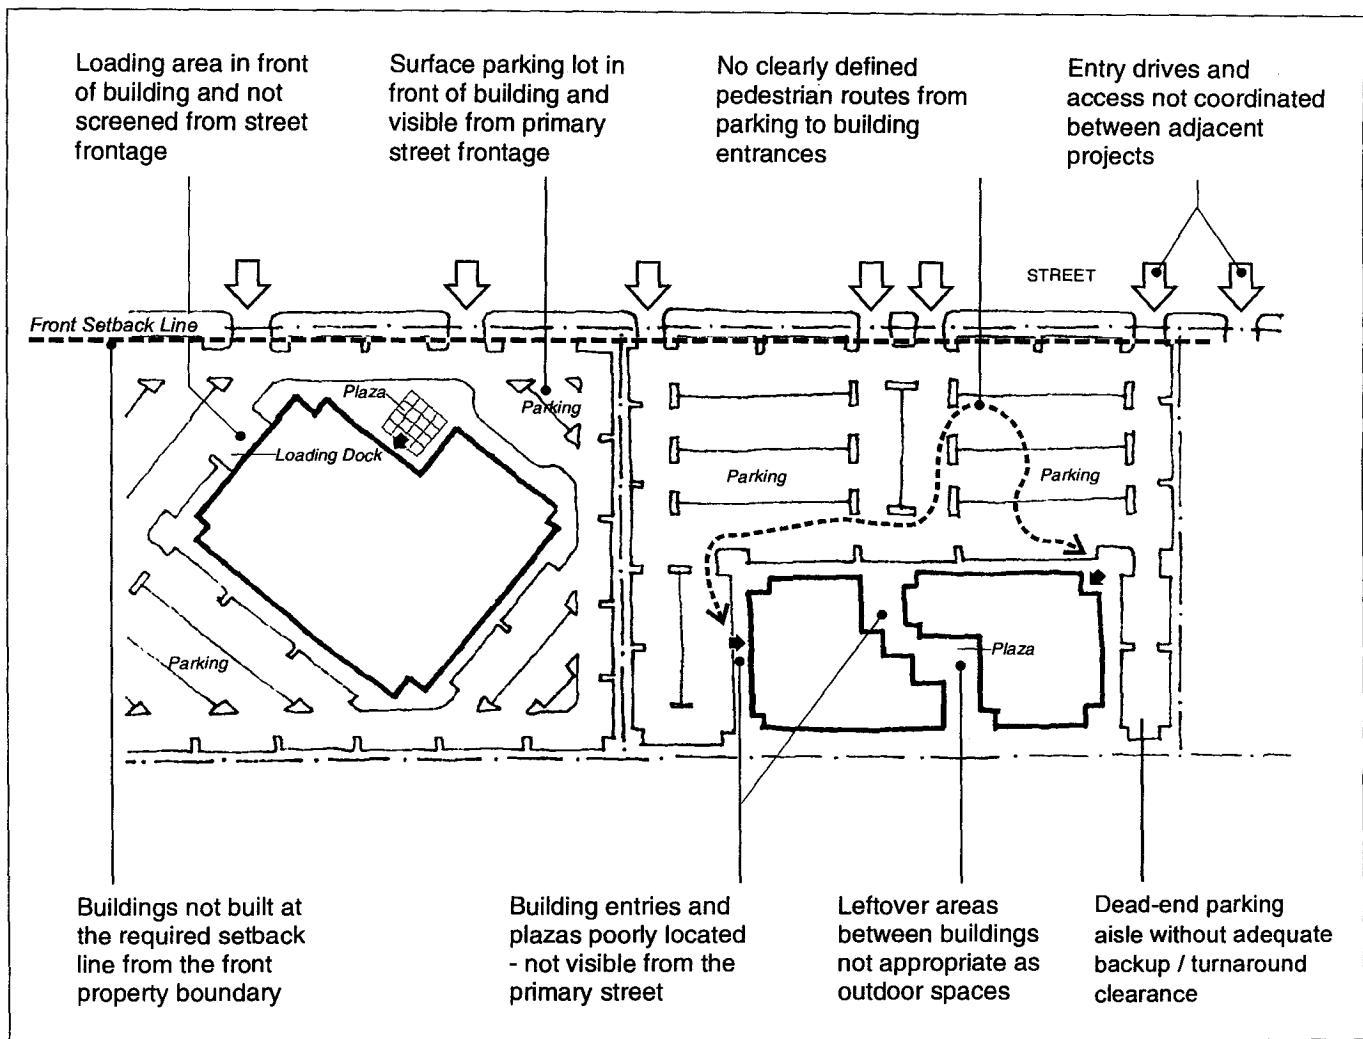 Loading area in front
of building and not
screened from street
frontage
Surface parking lot in
front of building and
visible from primary
street frontage
No clearly defined
pedestrian routes from
parking to building
entrances
Entry drives and
access not coordinated
between adjacent
projects
STREET
Front Setback Line
Plaza
Parking
Loading Dock
Parking
Parking
Parking
Plaza
Buildings not built at
the required setback
line from the front
property boundary
Building entries and
plazas poorly located
- not visible from the
primary street
Leftover areas
between buildings
not appropriate as
outdoor spaces
Dead-end parking
aisle without adequate
backup / turnaround
clearance